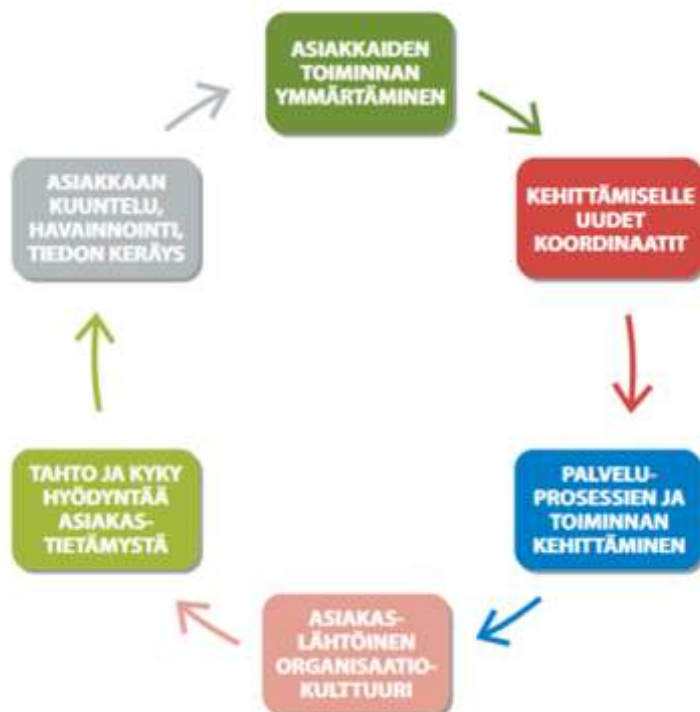 ASIAKKAIDEN
TOIMINNAN
YMMÄRTÄMINEN
KEHITTÄMISELLE
UUDET
KOORDINAATIT
PALVELU-
PROSESSIEN JA
TOIMINNAN
KEHITTÄMINEN
ASIAKAS-
LÄHTÖINEN
ORGANISAATIO-
KULTTUURI
TAHTO JA KYKY
HYÖDYNTÄÄ
ASIAKAS-
TIETÄMYSTÄ
ASIAKKAAN
KUUNTELU,
HAVAINNOINTI,
TIEDON KERÄYS